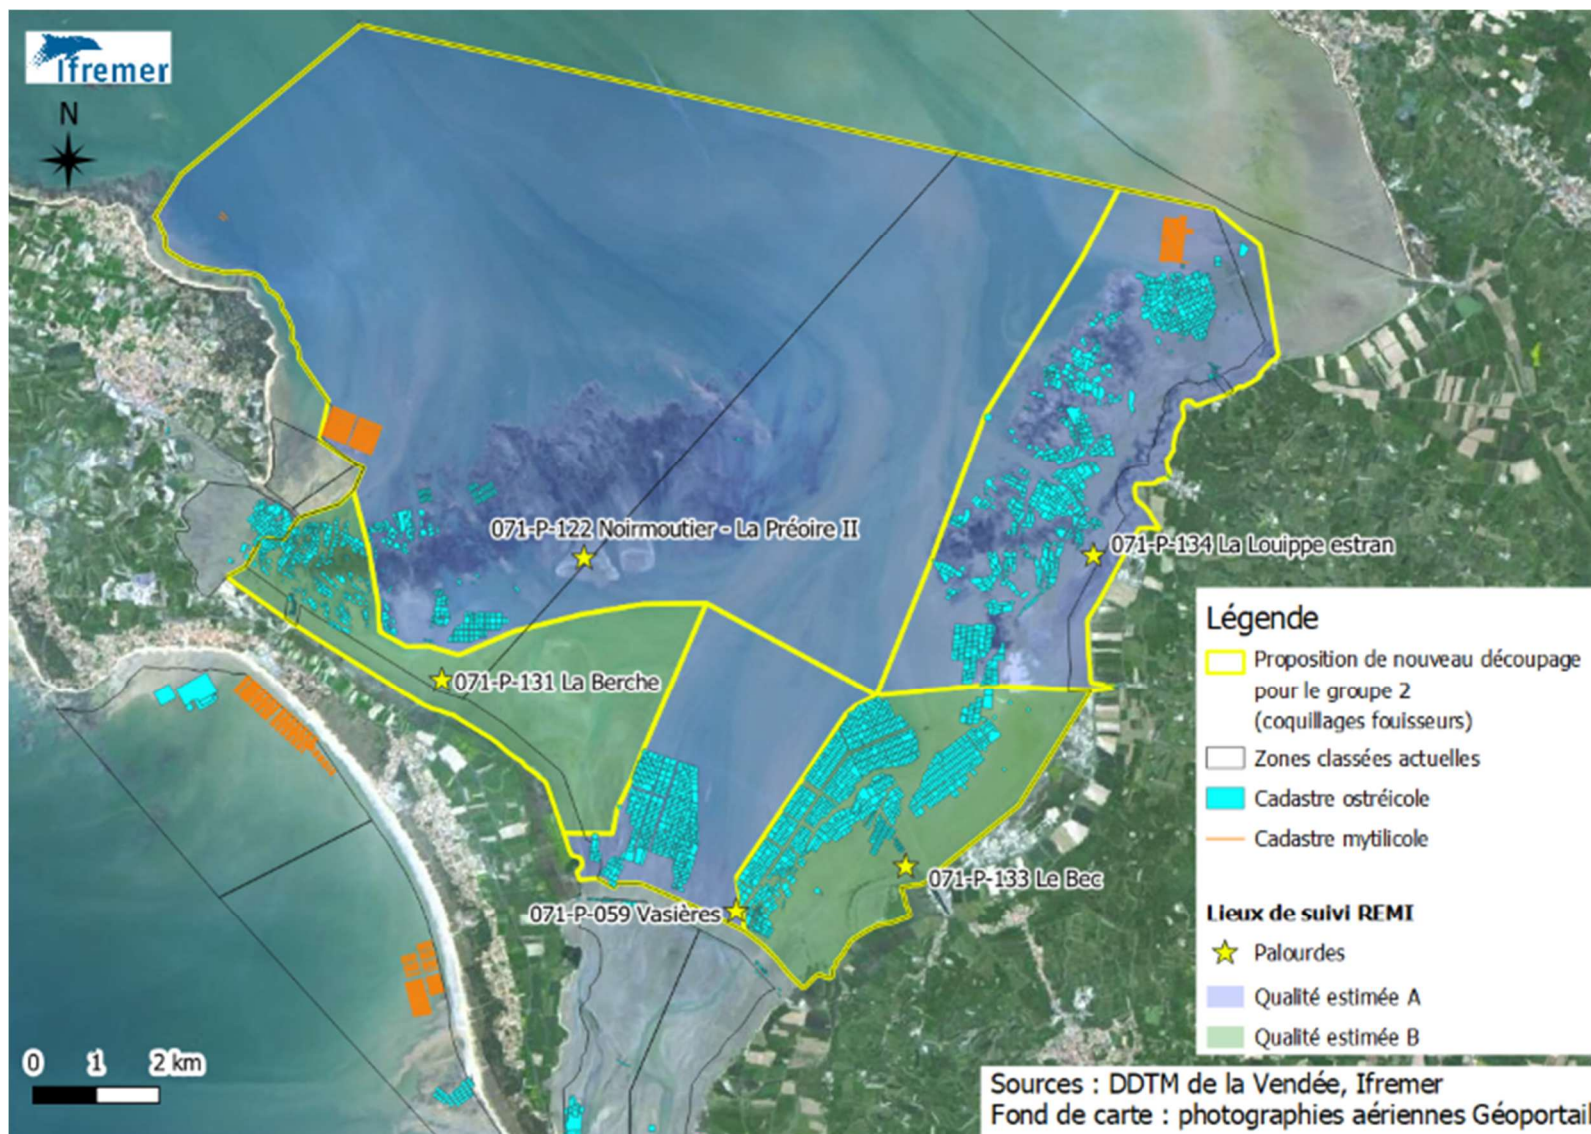 Ifremer
N
071-P-122 Noirmoutier - La Préoire II
071-P-134 La Louippe estran
071-P-131 La Berche
071-P-133 Le Bec
071-P-059 Vasières
Légende
Proposition de nouveau découpage
pour le groupe 2
(coquillages fouisseurs)
Zones classées actuelles
Cadastre ostréicole
Cadastre mytilicole
Lieux de suivi REMI
Palourdes
Qualité estimée A
Qualité estimée B
0 1 2 km
Sources : DDTM de la Vendée, Ifremer
Fond de carte : photographies aériennes Géoportail